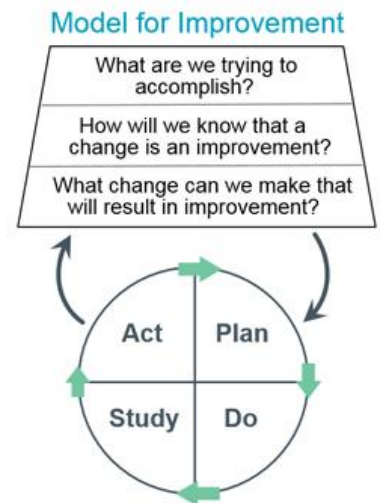 Model for Improvement
What are we trying to
accomplish?
How will we know that a
change is an improvement?
What change can we make that
will result in improvement?
Act
Plan
Study
Do